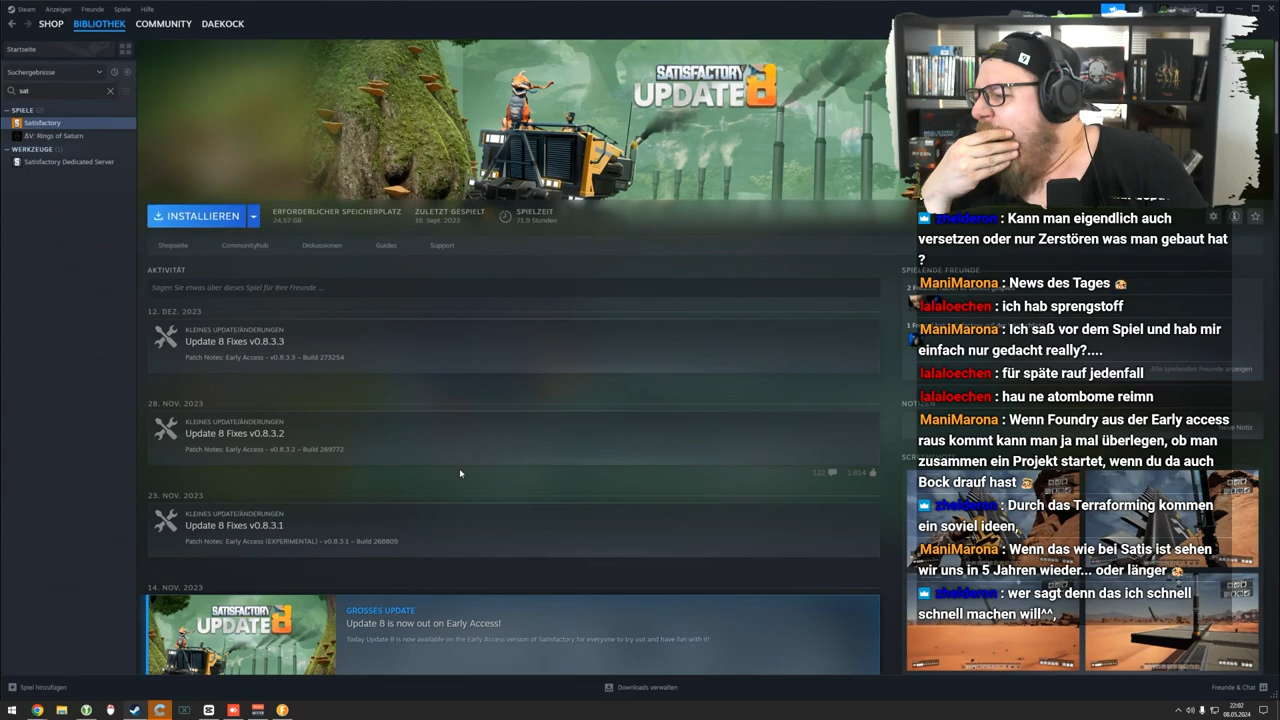 Steam Anzeigen Freunde Spiele Hilfe
SHOP BIBLIOTHEK COMMUNITY DAEKOCK
Startseite
Suchergebnisse
sat
SPIELE (2)
Satisfactory
ΔV: Rings of Saturn
WERKZEUGE (1)
Satisfactory Dedicated Server
SATISFACTORY
UPDATE 8
INSTALLIEREN
ERFORDERLICHER SPEICHERPLATZ
24,57 GB
ZULETZT GESPIELT
16. Sept. 2022
SPIELZEIT
71,9 Stunden
Shopseite Communityhub Diskussionen Guides Support
AKTIVITÄT
Sagen Sie etwas über dieses Spiel für Ihre Freunde ...
12. DEZ. 2023
KLEINES UPDATE/ÄNDERUNGEN
Update 8 Fixes v0.8.3.3
Patch Notes: Early Access - v0.8.3.3 – Build 273254
28. NOV. 2023
KLEINES UPDATE/ÄNDERUNGEN
Update 8 Fixes v0.8.3.2
Patch Notes: Early Access - v0.8.3.2 – Build 269772
122 1,814
23. NOV. 2023
KLEINES UPDATE/ÄNDERUNGEN
Update 8 Fixes v0.8.3.1
Patch Notes: Early Access (EXPERIMENTAL) - v0.8.3.1 – Build 268809
14. NOV. 2023
SATISFACTORY
UPDATE 8
GROSSES UPDATE
Update 8 is now out on Early Access!
Today Update 8 is now available on the Early Access version of Satisfactory for everyone to try out and have fun with it!
zhelderon : Kann man eigendlich auch
versetzen oder nur Zerstören was man gebaut hat
?
SPIELENDE FREUNDE
ManiMarona : News des Tages
lalaloechen : ich hab sprengstoff
ManiMarona : Ich saß vor dem Spiel und hab mir
einfach nur gedacht really?....
Alle spielenden Freunde anzeigen
lalaloechen : für späte rauf jedenfall
lalaloechen : hau ne atombome reimn
ManiMarona : Wenn Foundry aus der Early access
raus kommt kann man ja mal überlegen, ob man
zusammen ein Projekt startet, wenn du da auch
Bock drauf hast
Neue Notiz
zhelderon : Durch das Terraforming kommen
ein soviel ideen,
ManiMarona : Wenn das wie bei Satis ist sehen
wir uns in 5 Jahren wieder... oder länger
zhelderon : wer sagt denn das ich schnell
schnell machen will^^,
Spiel hinzufügen
Downloads verwalten
Freunde & Chat
22:02
08.05.2024